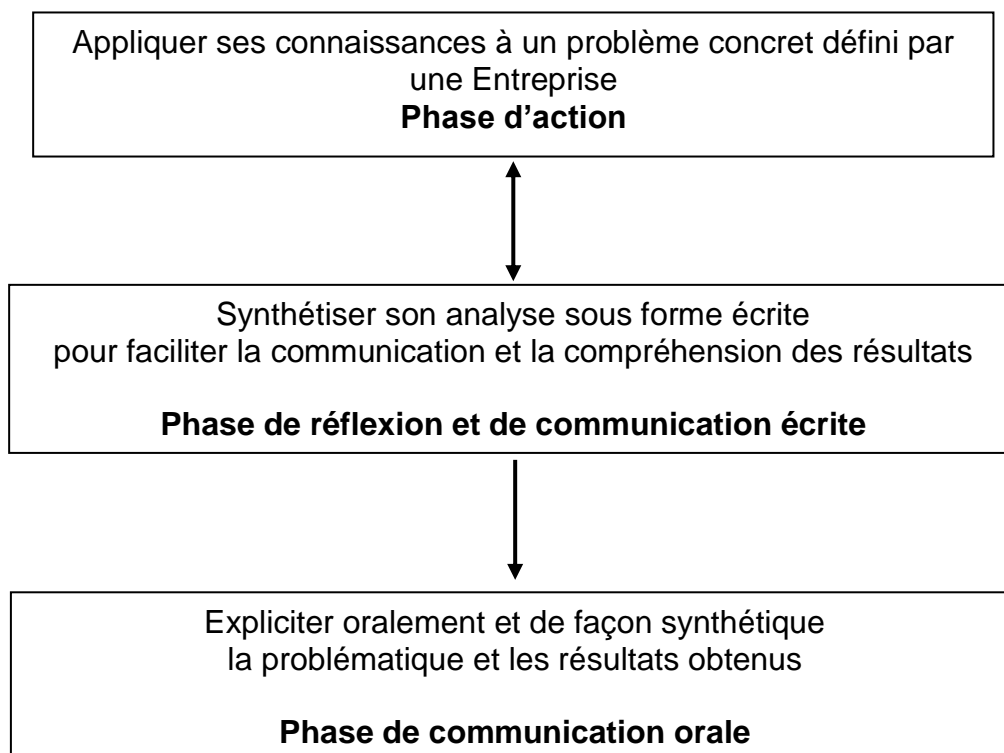 Appliquer ses connaissances à un problème concret défini par
une Entreprise
Phase d’action
Synthétiser son analyse sous forme écrite
pour faciliter la communication et la compréhension des résultats
Phase de réflexion et de communication écrite
Expliciter oralement et de façon synthétique
la problématique et les résultats obtenus
Phase de communication orale